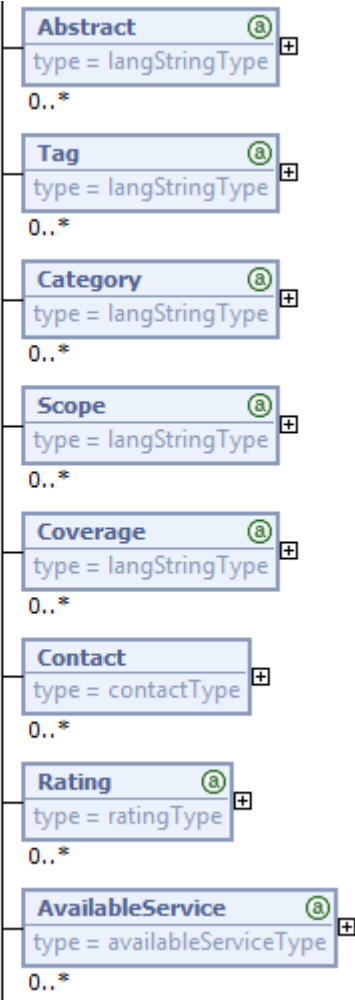 Abstract ⓐ
type = langStringType
0..*
Tag ⓐ
type = langStringType
0..*
Category ⓐ
type = langStringType
0..*
Scope ⓐ
type = langStringType
0..*
Coverage ⓐ
type = langStringType
0..*
Contact
type = contactType
0..*
Rating ⓐ
type = ratingType
0..*
AvailableService ⓐ
type = availableServiceType
0..*